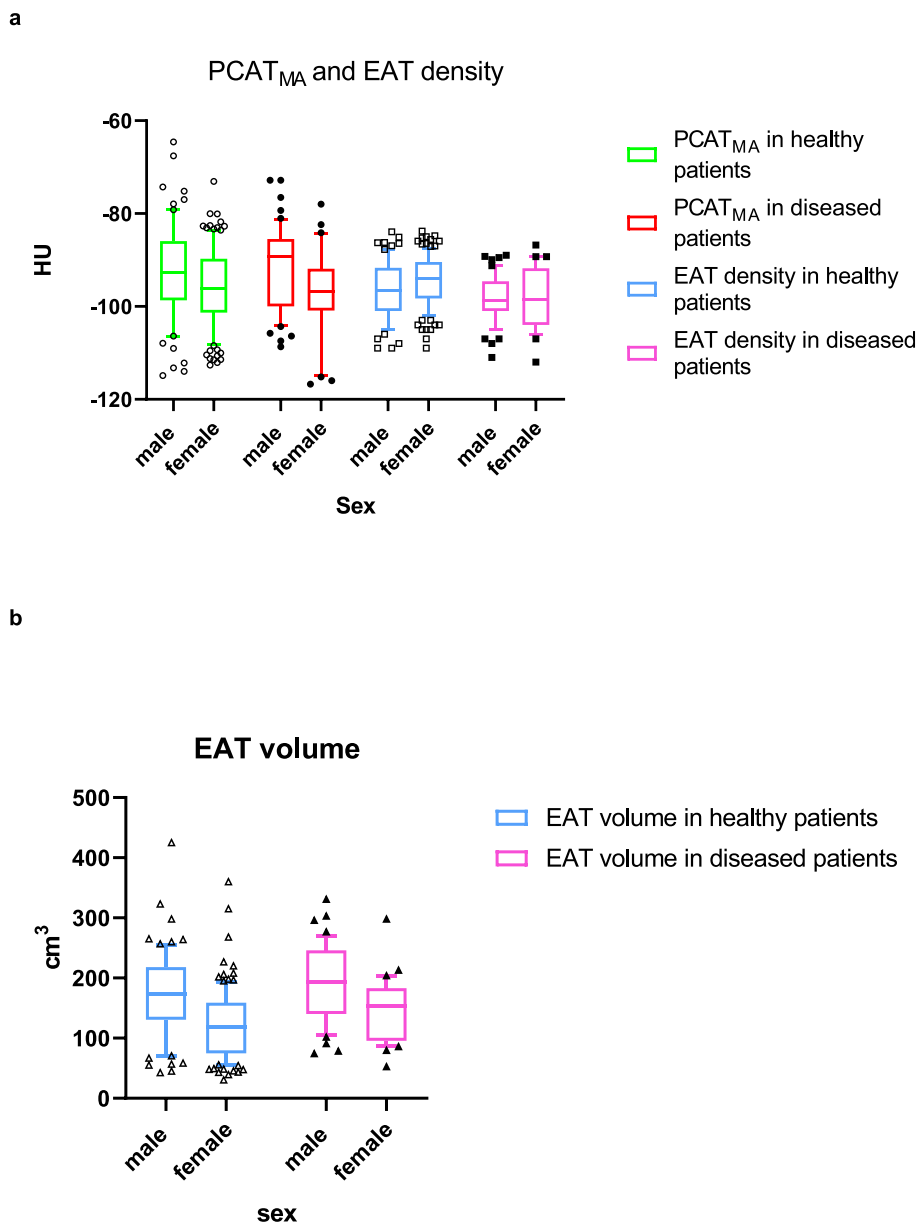 a
PCATMA and EAT density
-60
-80
-100
-120
HU
male
female
male
female
male
female
male
female
Sex
PCATMA in healthy
patients
PCATMA in diseased
patients
EAT density in healthy
patients
EAT density in diseased
patients
b
EAT volume
500
400
300
200
100
0
cm³
male
female
male
female
sex
EAT volume in healthy patients
EAT volume in diseased patients